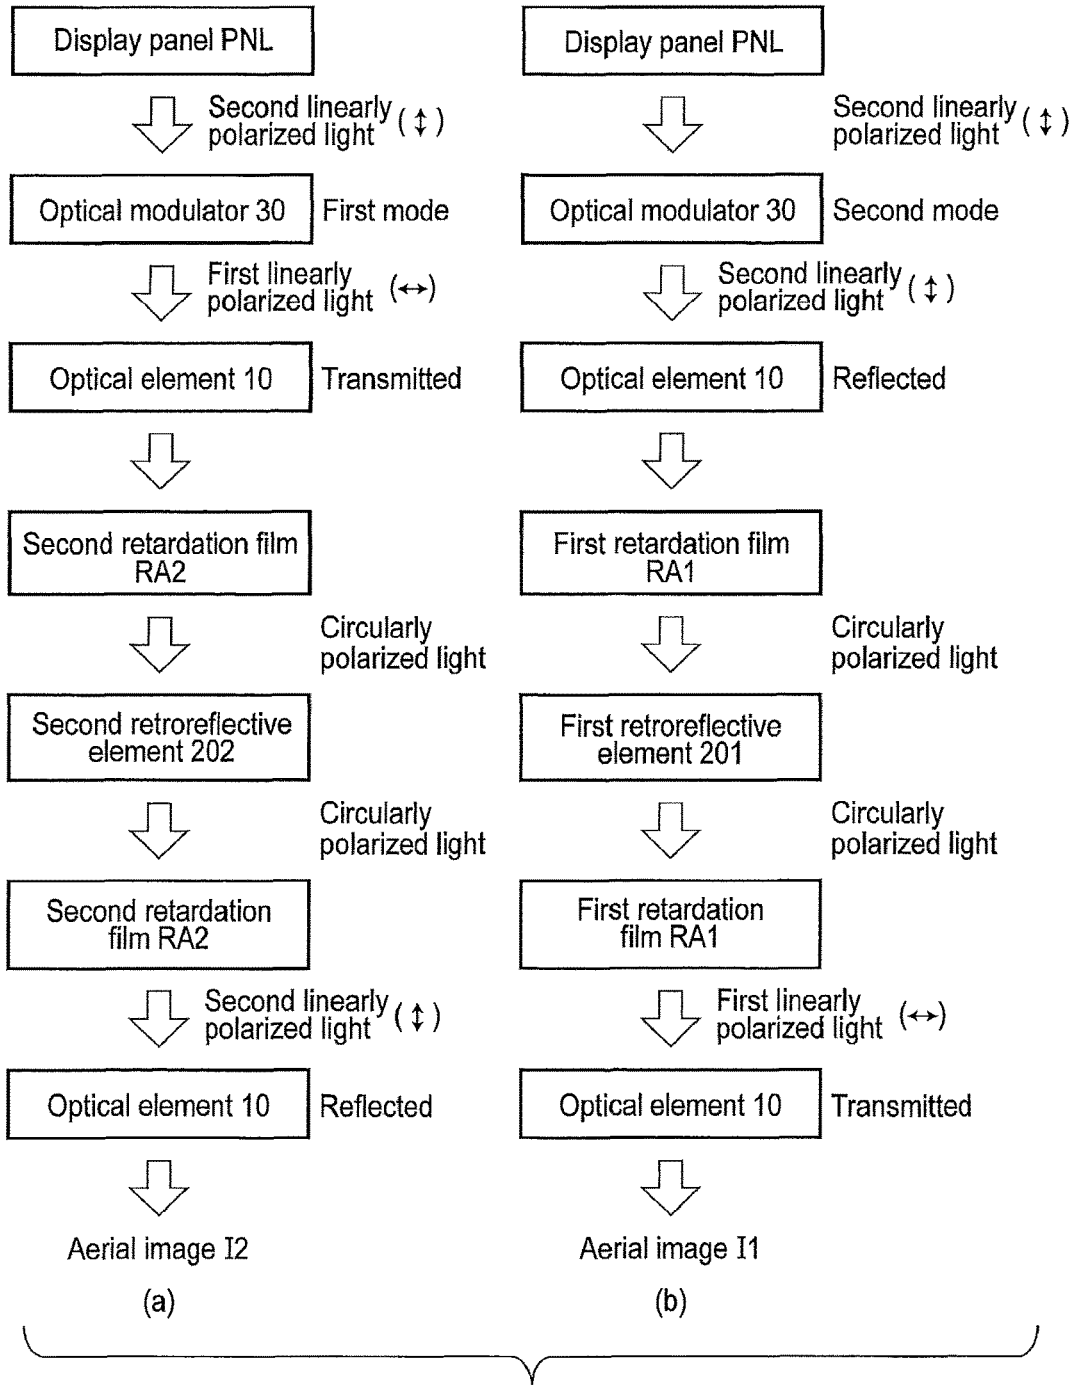 Display panel PNL
Second linearly
polarized light (↕)
Optical modulator 30 First mode
First linearly
polarized light (↔)
Optical element 10 Transmitted
Second retardation film
RA2
Circularly
polarized light
Second retroreflective
element 202
Circularly
polarized light
Second retardation
film RA2
Second linearly
polarized light (↕)
Optical element 10 Reflected
Aerial image I2
(a)
Display panel PNL
Second linearly
polarized light (↕)
Optical modulator 30 Second mode
Second linearly
polarized light (↕)
Optical element 10 Reflected
First retardation film
RA1
Circularly
polarized light
First retroreflective
element 201
Circularly
polarized light
First retardation
film RA1
First linearly
polarized light (↔)
Optical element 10 Transmitted
Aerial image I1
(b)